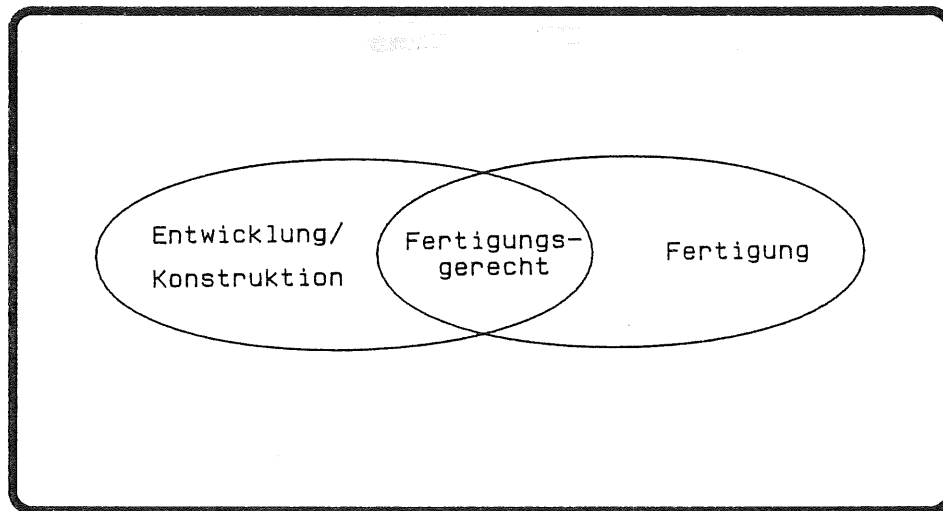 Entwicklung/
Konstruktion
Fertigungs-
gerecht
Fertigung